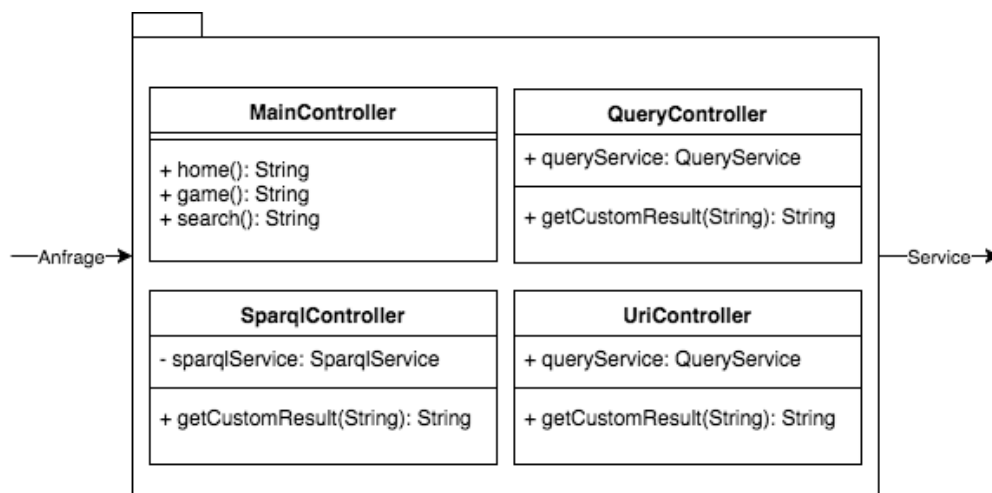 MainController
+ home(): String
+ game(): String
+ search(): String
QueryController
+ queryService: QueryService
+ getCustomResult(String): String
Anfrage
Service
SparqlController
- sparqlService: SparqlService
+ getCustomResult(String): String
UriController
+ queryService: QueryService
+ getCustomResult(String): String